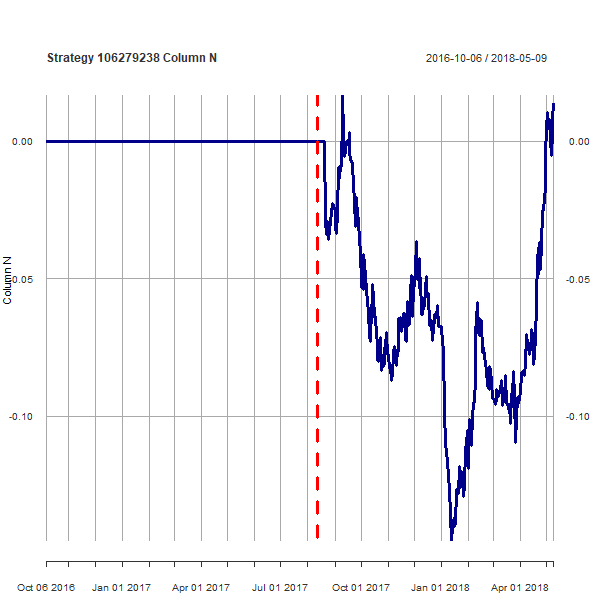 Strategy 106279238 Column N
2016-10-06 / 2018-05-09
0.00
0.00
-0.05
-0.05
-0.10
-0.10
Column N
Oct 06 2016
Jan 01 2017
Apr 01 2017
Jul 01 2017
Oct 01 2017
Jan 01 2018
Apr 01 2018